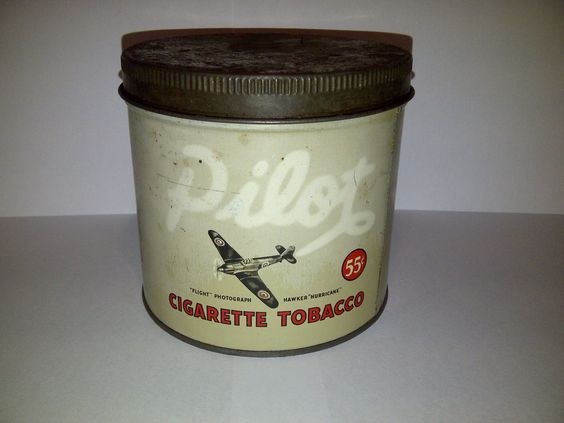 Pilot
55¢
"FLIGHT" PHOTOGRAPH HAWKER "HURRICANE"
CIGARETTE TOBACCO